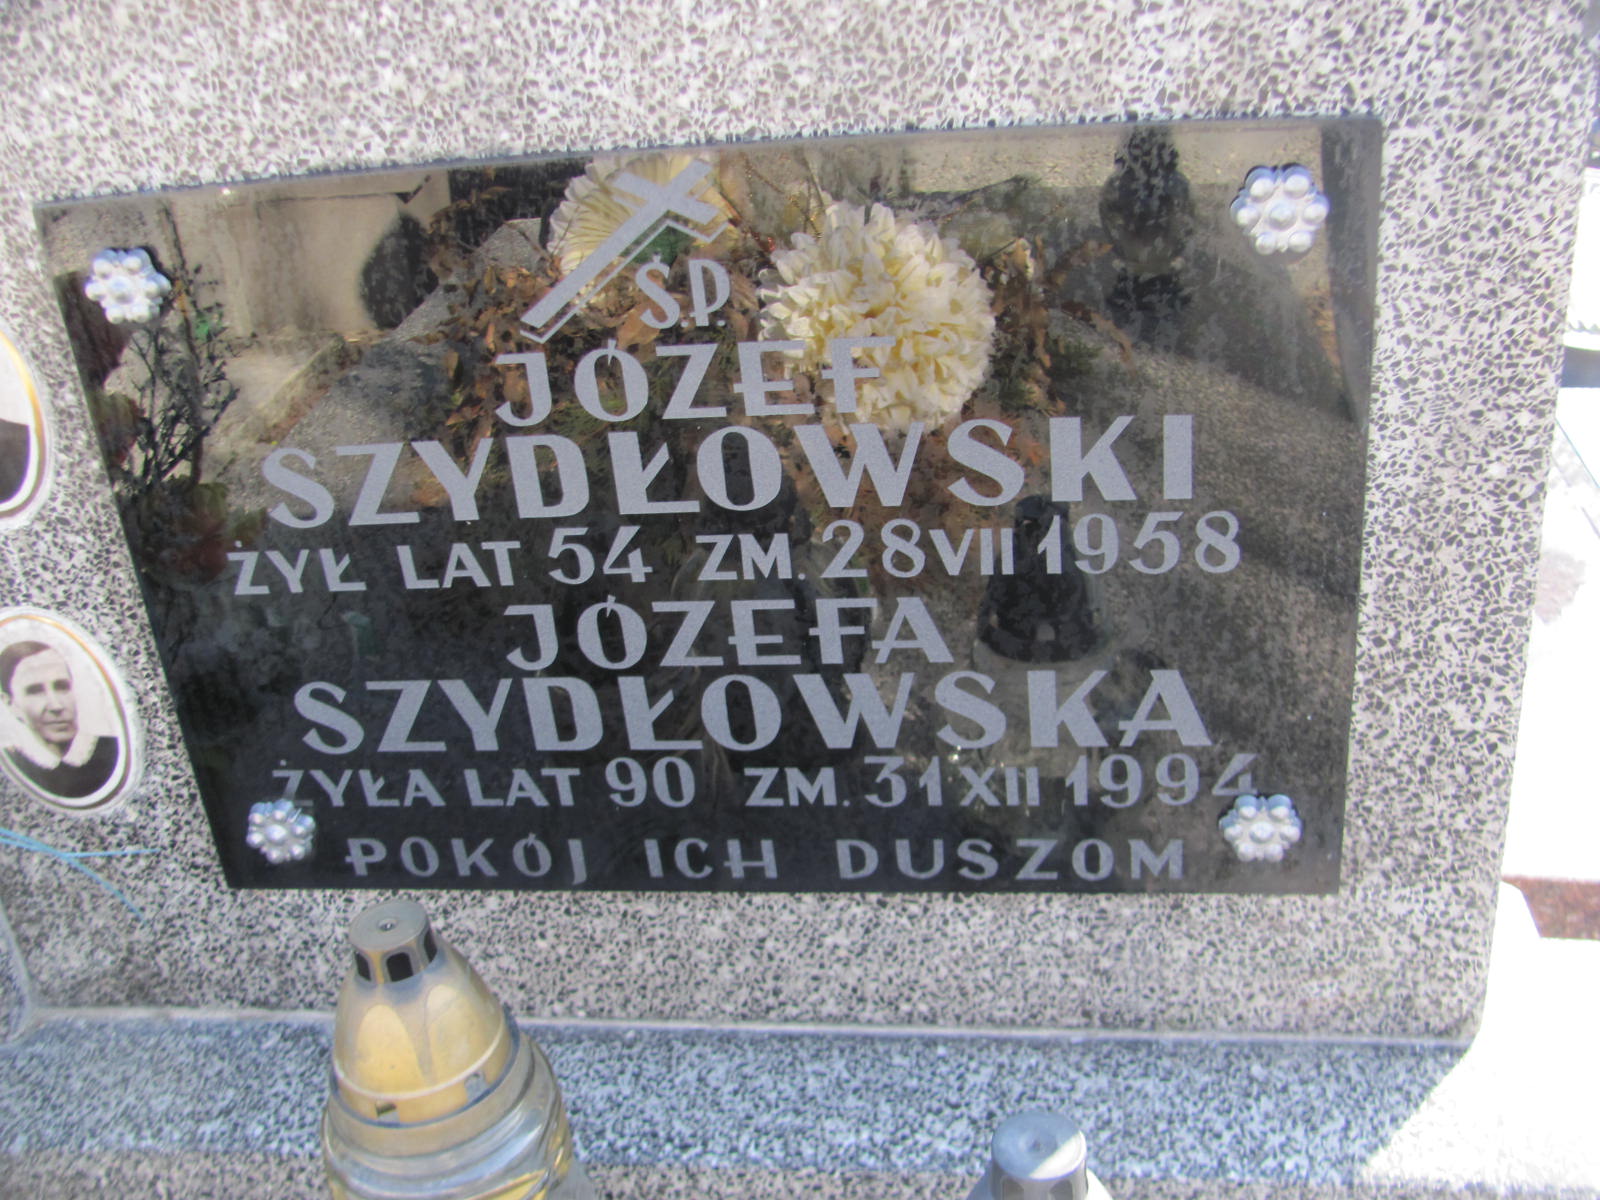 Ś.P.
JÓZEF
SZYDŁOWSKI
ŻYŁ LAT 54 ZM. 28 VII 1958
JÓZEFA
SZYDŁOWSKA
ŻYŁA LAT 90 ZM. 31 XII 1994
POKÓJ ICH DUSZOM